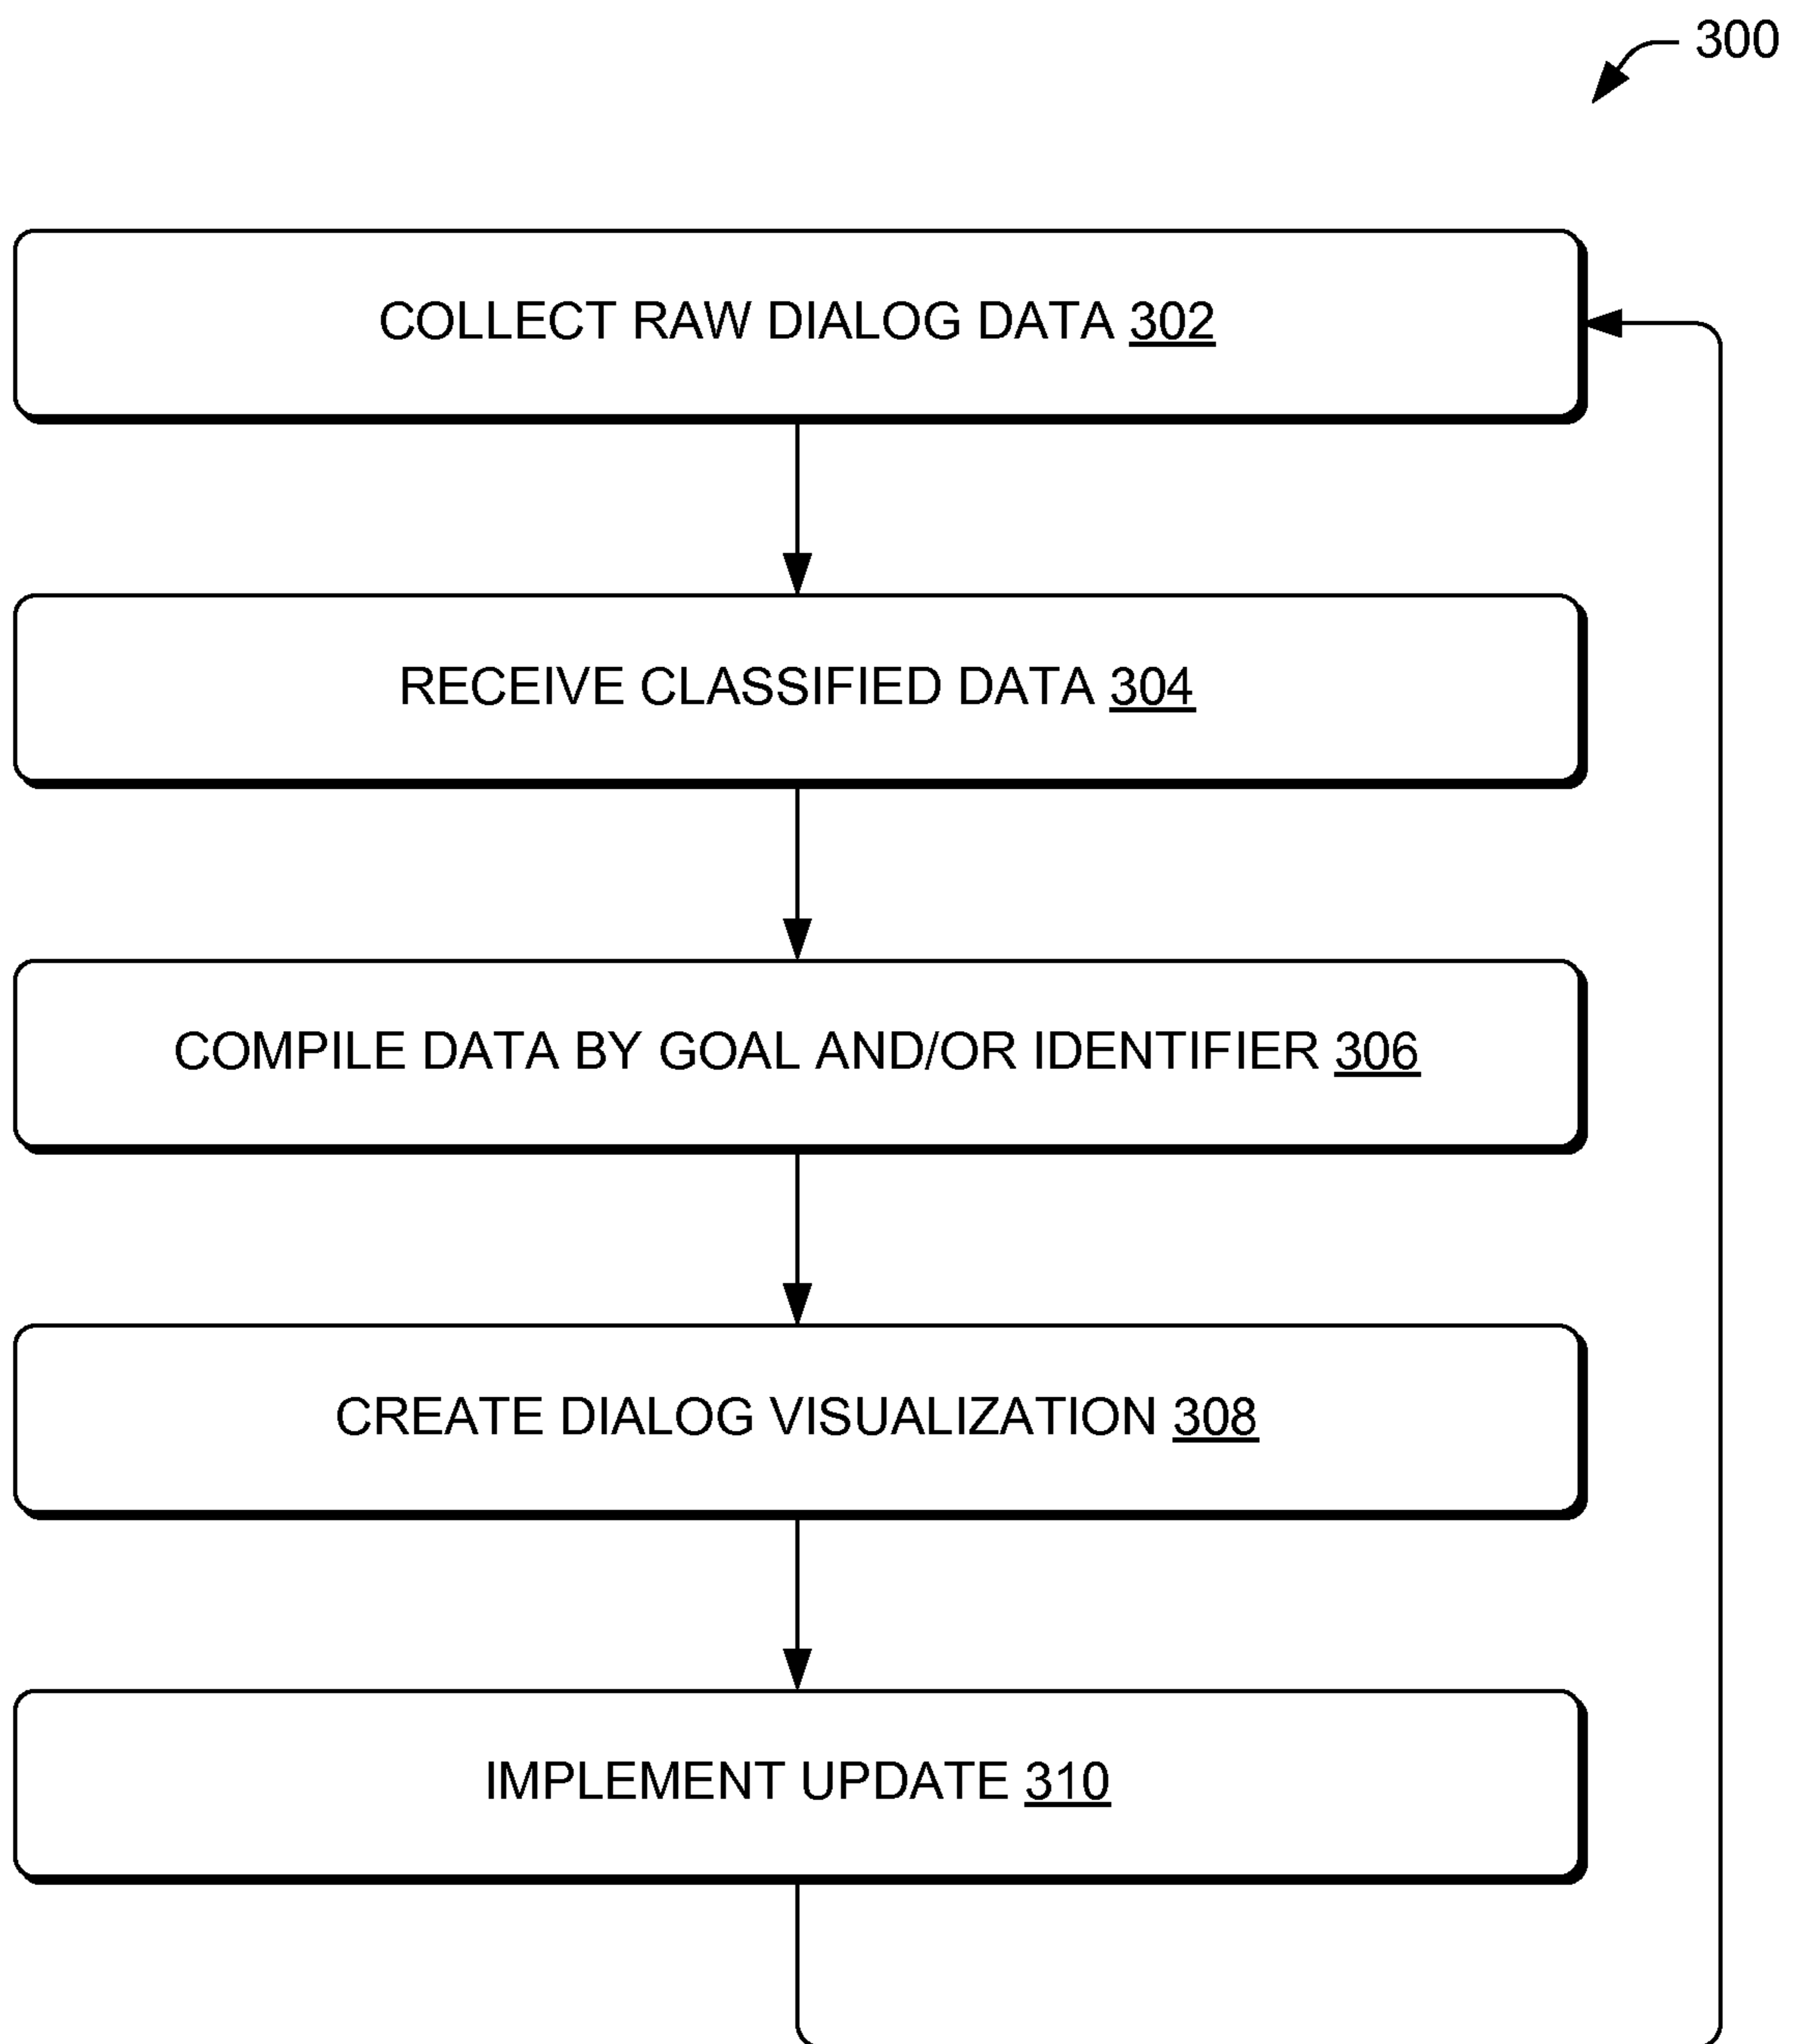 300
COLLECT RAW DIALOG DATA 302
RECEIVE CLASSIFIED DATA 304
COMPILE DATA BY GOAL AND/OR IDENTIFIER 306
CREATE DIALOG VISUALIZATION 308
IMPLEMENT UPDATE 310